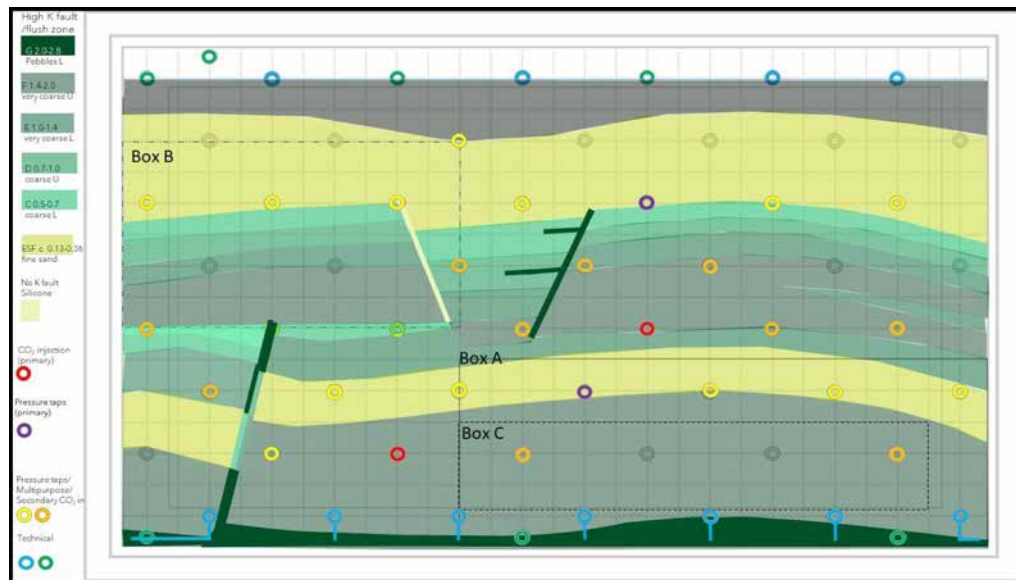 High K fault
/flush zone
G 2.0-2.8
Pebbles L
F 1.4-2.0
very coarse U
E 1.0-1.4
very coarse L
D 0.7-1.0
coarse U
C 0.5-0.7
coarse L
ESF c. 0.13-0.36
fine sand
No K fault
Silicone
CO₂ injection
(primary)
Pressure taps
(primary)
Pressure taps/
Multipurpose/
Secondary CO₂ in
Technical
Box B
Box A
Box C